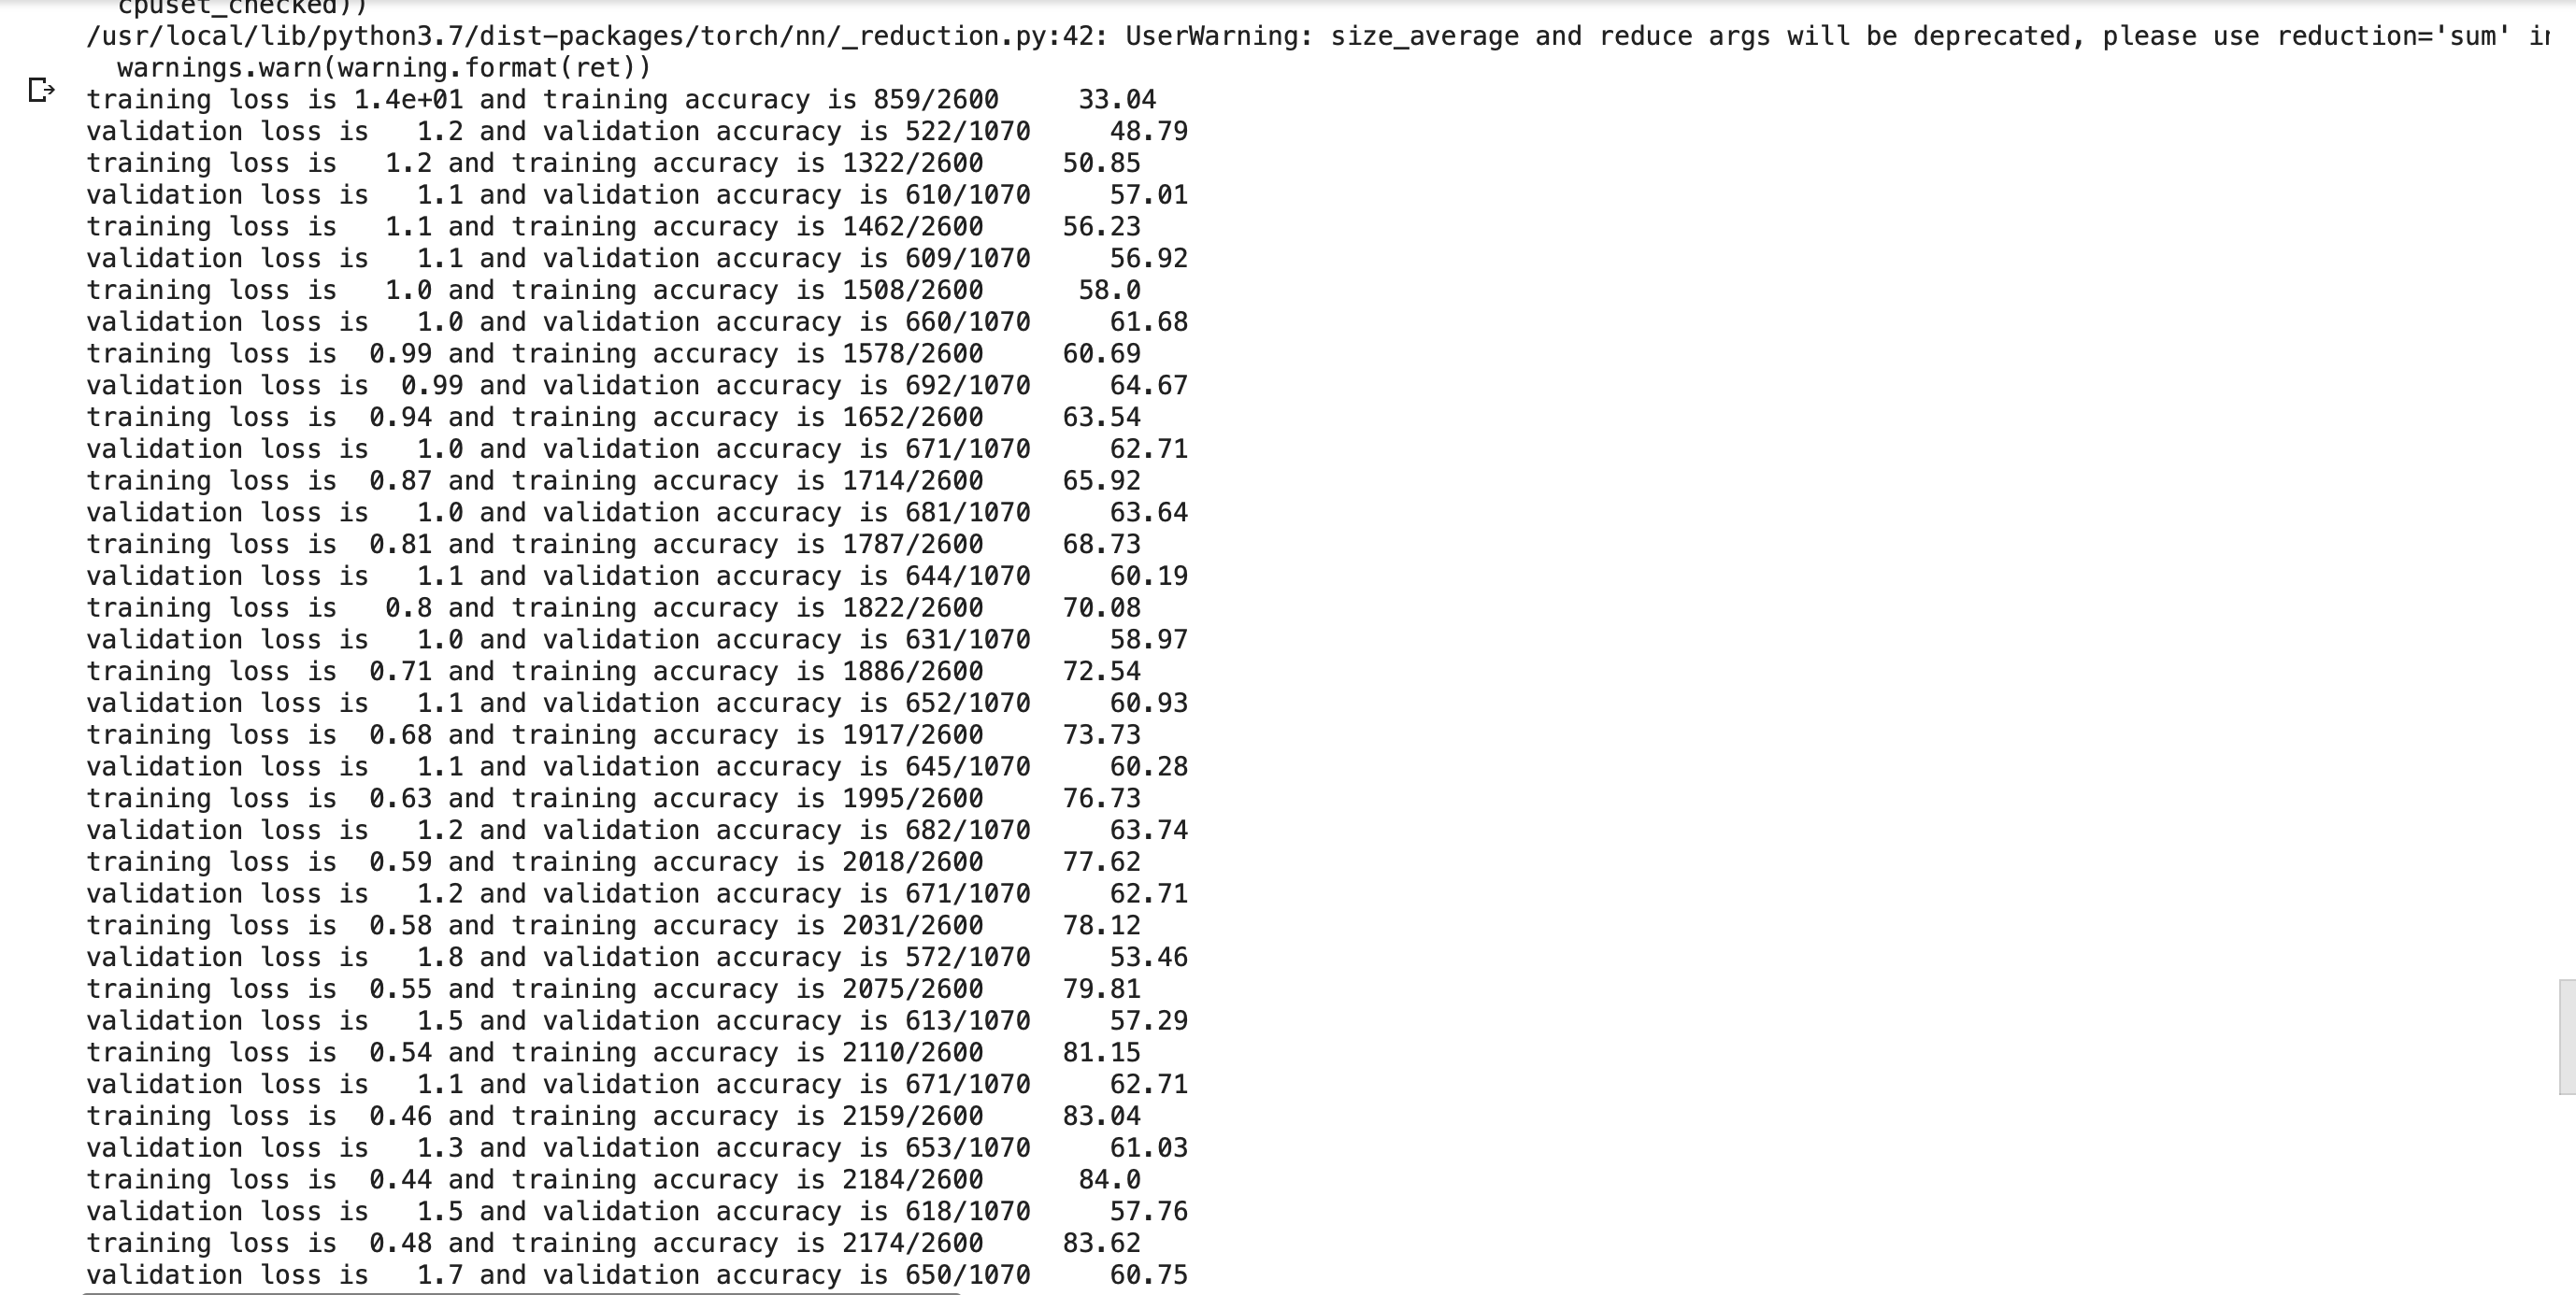 cpuset_checked))
/usr/local/lib/python3.7/dist-packages/torch/nn/_reduction.py:42: UserWarning: size_average and reduce args will be deprecated, please use reduction='sum' in
warnings.warn(warning.format(ret))
training loss is 1.4e+01 and training accuracy is 859/2600 33.04
validation loss is 1.2 and validation accuracy is 522/1070 48.79
training loss is 1.2 and training accuracy is 1322/2600 50.85
validation loss is 1.1 and validation accuracy is 610/1070 57.01
training loss is 1.1 and training accuracy is 1462/2600 56.23
validation loss is 1.1 and validation accuracy is 609/1070 56.92
training loss is 1.0 and training accuracy is 1508/2600 58.0
validation loss is 1.0 and validation accuracy is 660/1070 61.68
training loss is 0.99 and training accuracy is 1578/2600 60.69
validation loss is 0.99 and validation accuracy is 692/1070 64.67
training loss is 0.94 and training accuracy is 1652/2600 63.54
validation loss is 1.0 and validation accuracy is 671/1070 62.71
training loss is 0.87 and training accuracy is 1714/2600 65.92
validation loss is 1.0 and validation accuracy is 681/1070 63.64
training loss is 0.81 and training accuracy is 1787/2600 68.73
validation loss is 1.1 and validation accuracy is 644/1070 60.19
training loss is 0.8 and training accuracy is 1822/2600 70.08
validation loss is 1.0 and validation accuracy is 631/1070 58.97
training loss is 0.71 and training accuracy is 1886/2600 72.54
validation loss is 1.1 and validation accuracy is 652/1070 60.93
training loss is 0.68 and training accuracy is 1917/2600 73.73
validation loss is 1.1 and validation accuracy is 645/1070 60.28
training loss is 0.63 and training accuracy is 1995/2600 76.73
validation loss is 1.2 and validation accuracy is 682/1070 63.74
training loss is 0.59 and training accuracy is 2018/2600 77.62
validation loss is 1.2 and validation accuracy is 671/1070 62.71
training loss is 0.58 and training accuracy is 2031/2600 78.12
validation loss is 1.8 and validation accuracy is 572/1070 53.46
training loss is 0.55 and training accuracy is 2075/2600 79.81
validation loss is 1.5 and validation accuracy is 613/1070 57.29
training loss is 0.54 and training accuracy is 2110/2600 81.15
validation loss is 1.1 and validation accuracy is 671/1070 62.71
training loss is 0.46 and training accuracy is 2159/2600 83.04
validation loss is 1.3 and validation accuracy is 653/1070 61.03
training loss is 0.44 and training accuracy is 2184/2600 84.0
validation loss is 1.5 and validation accuracy is 618/1070 57.76
training loss is 0.48 and training accuracy is 2174/2600 83.62
validation loss is 1.7 and validation accuracy is 650/1070 60.75